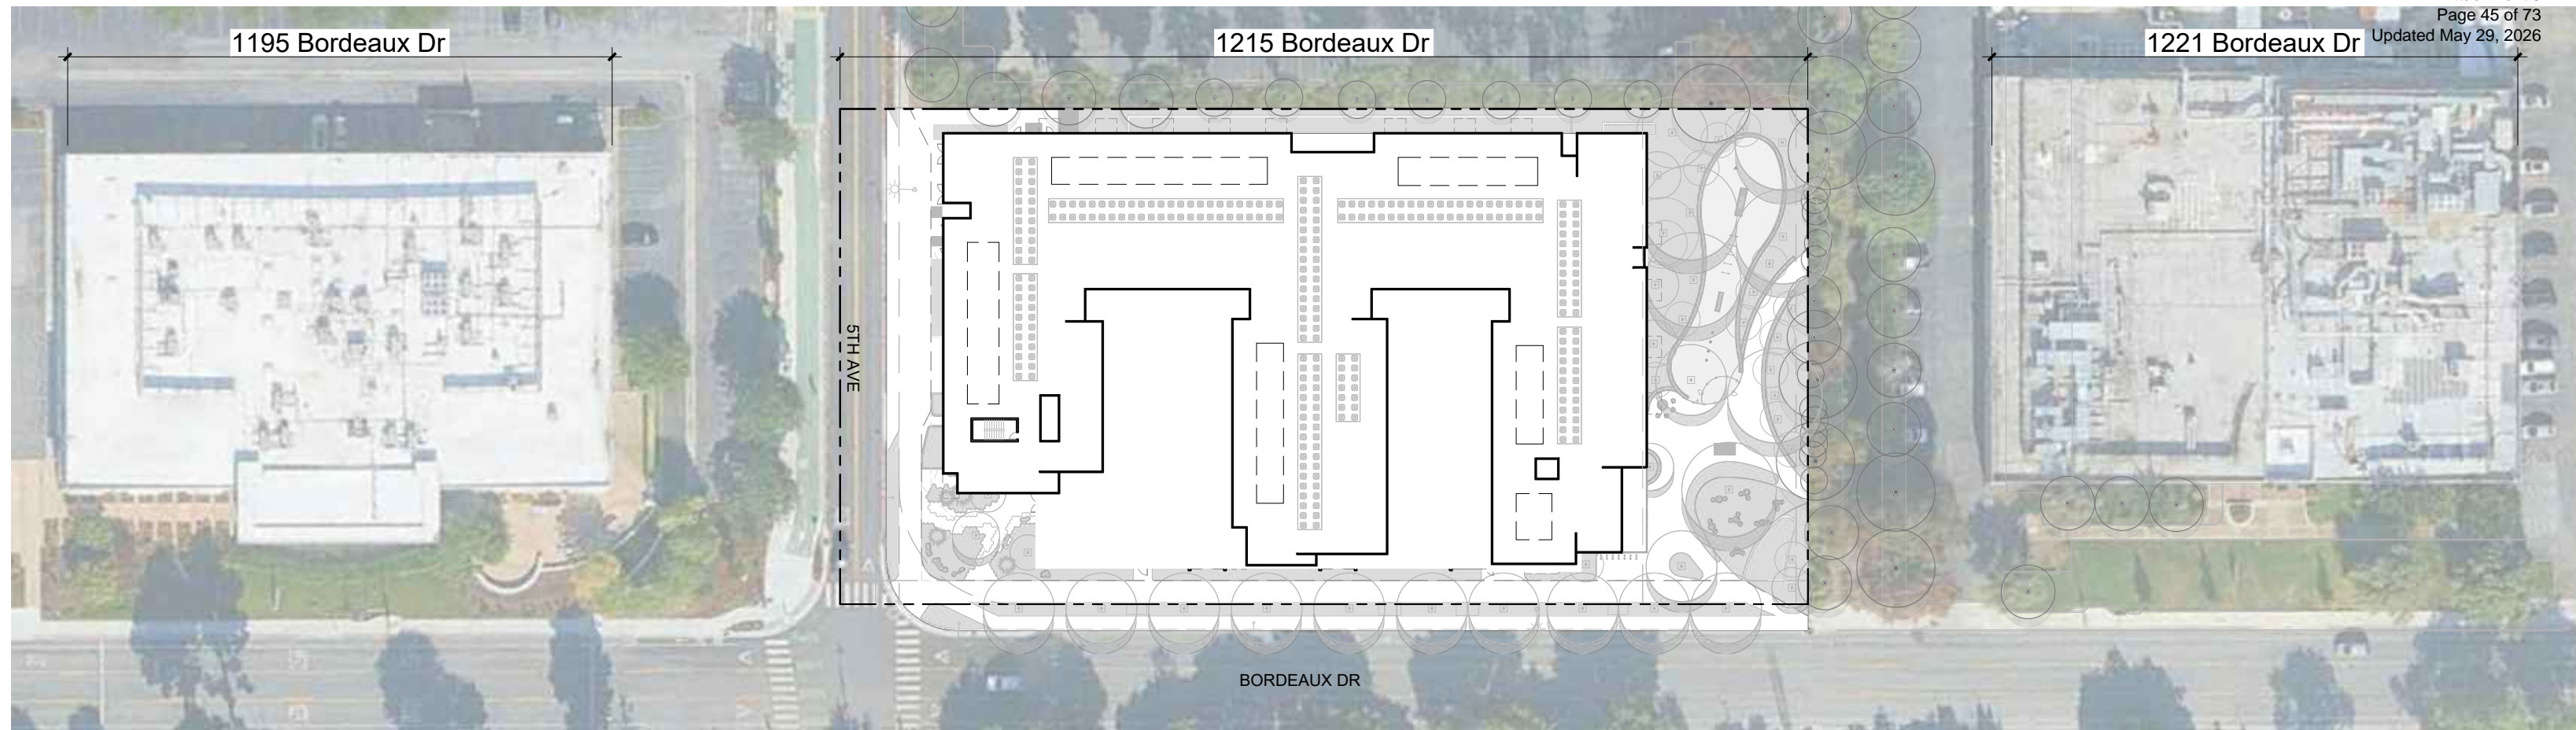 Page 45 of 73
Updated May 29, 2026
1195 Bordeaux Dr
1215 Bordeaux Dr
1221 Bordeaux Dr
5TH AVE
BORDEAUX DR